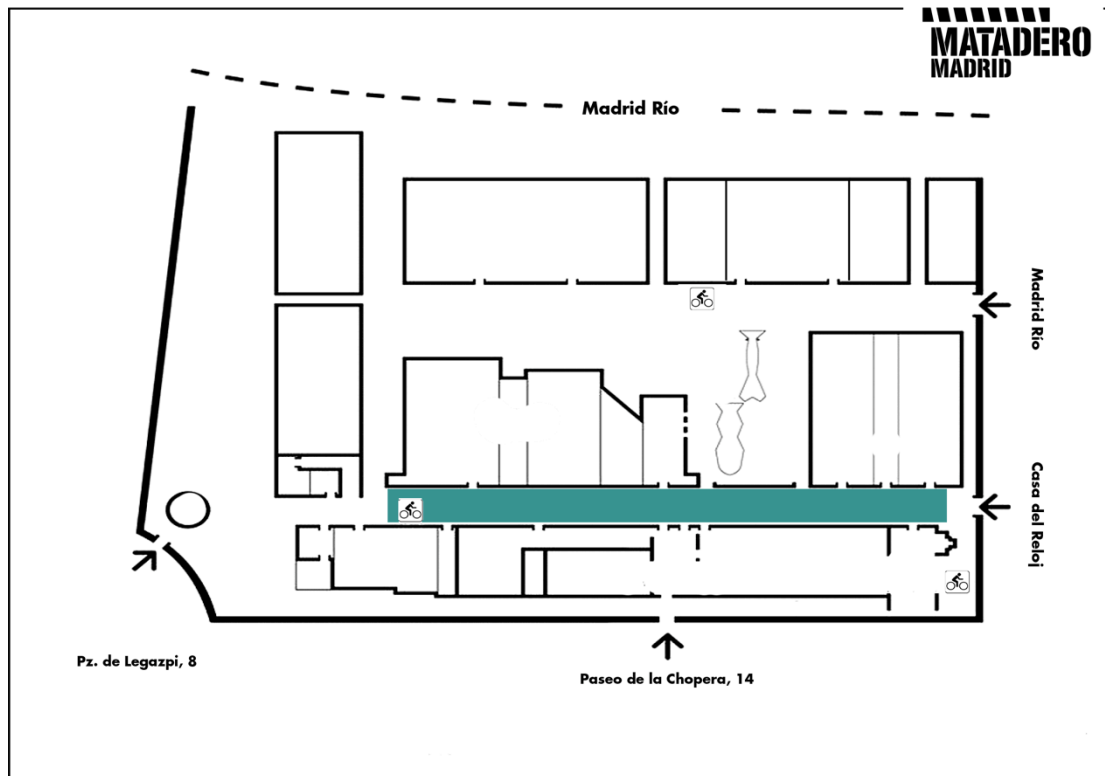 MATADERO
MADRID
Madrid Río
Madrid Río
Casa del Reloj
Pz. de Legazpi, 8
Paseo de la Chopera, 14